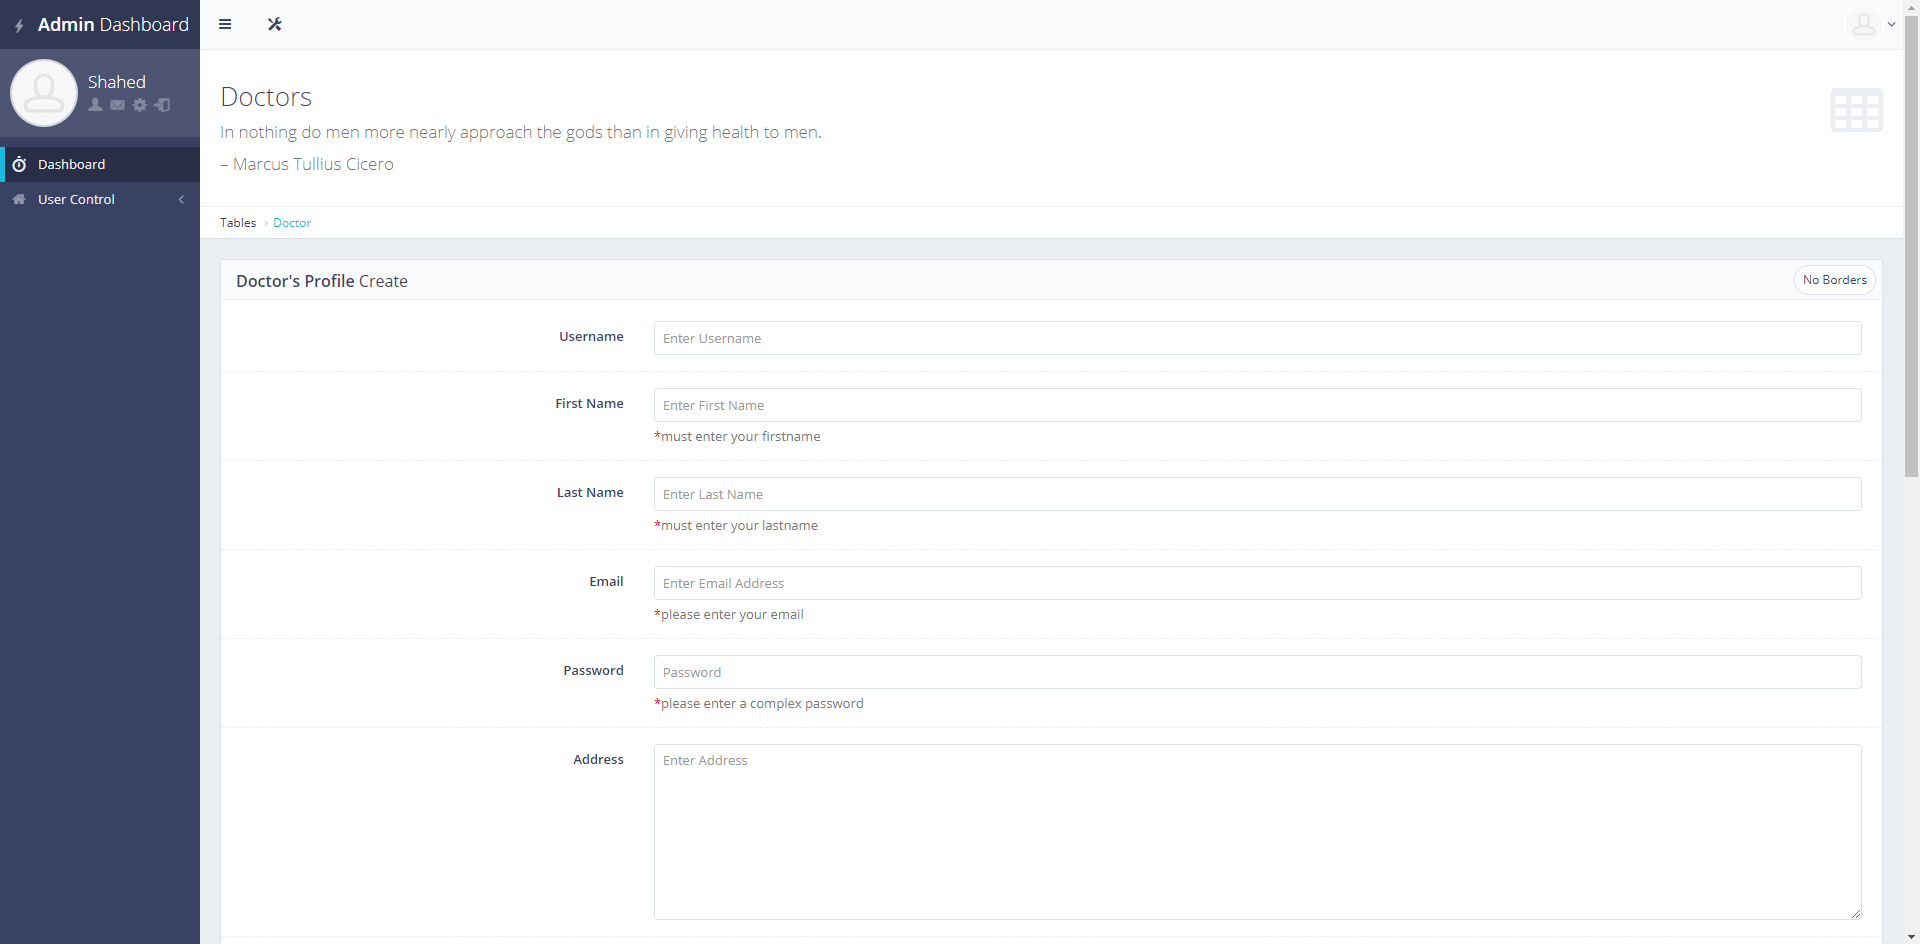 Admin Dashboard
Shahed
Dashboard
User Control
Doctors
In nothing do men more nearly approach the gods than in giving health to men.
– Marcus Tullius Cicero
Tables
Doctor
Doctor's Profile Create
No Borders
Username
Enter Username
First Name
Enter First Name
*must enter your firstname
Last Name
Enter Last Name
*must enter your lastname
Email
Enter Email Address
*please enter your email
Password
Password
*please enter a complex password
Address
Enter Address